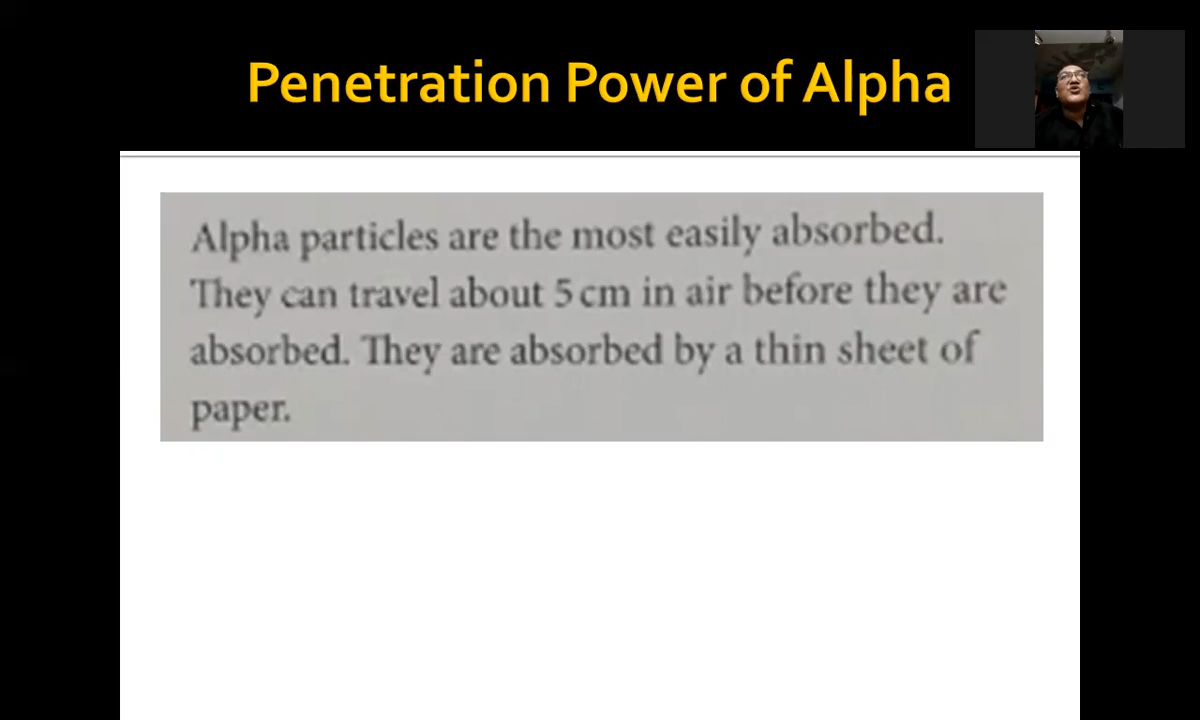 Penetration Power of Alpha
Alpha particles are the most easily absorbed.
They can travel about 5 cm in air before they are
absorbed. They are absorbed by a thin sheet of
paper.